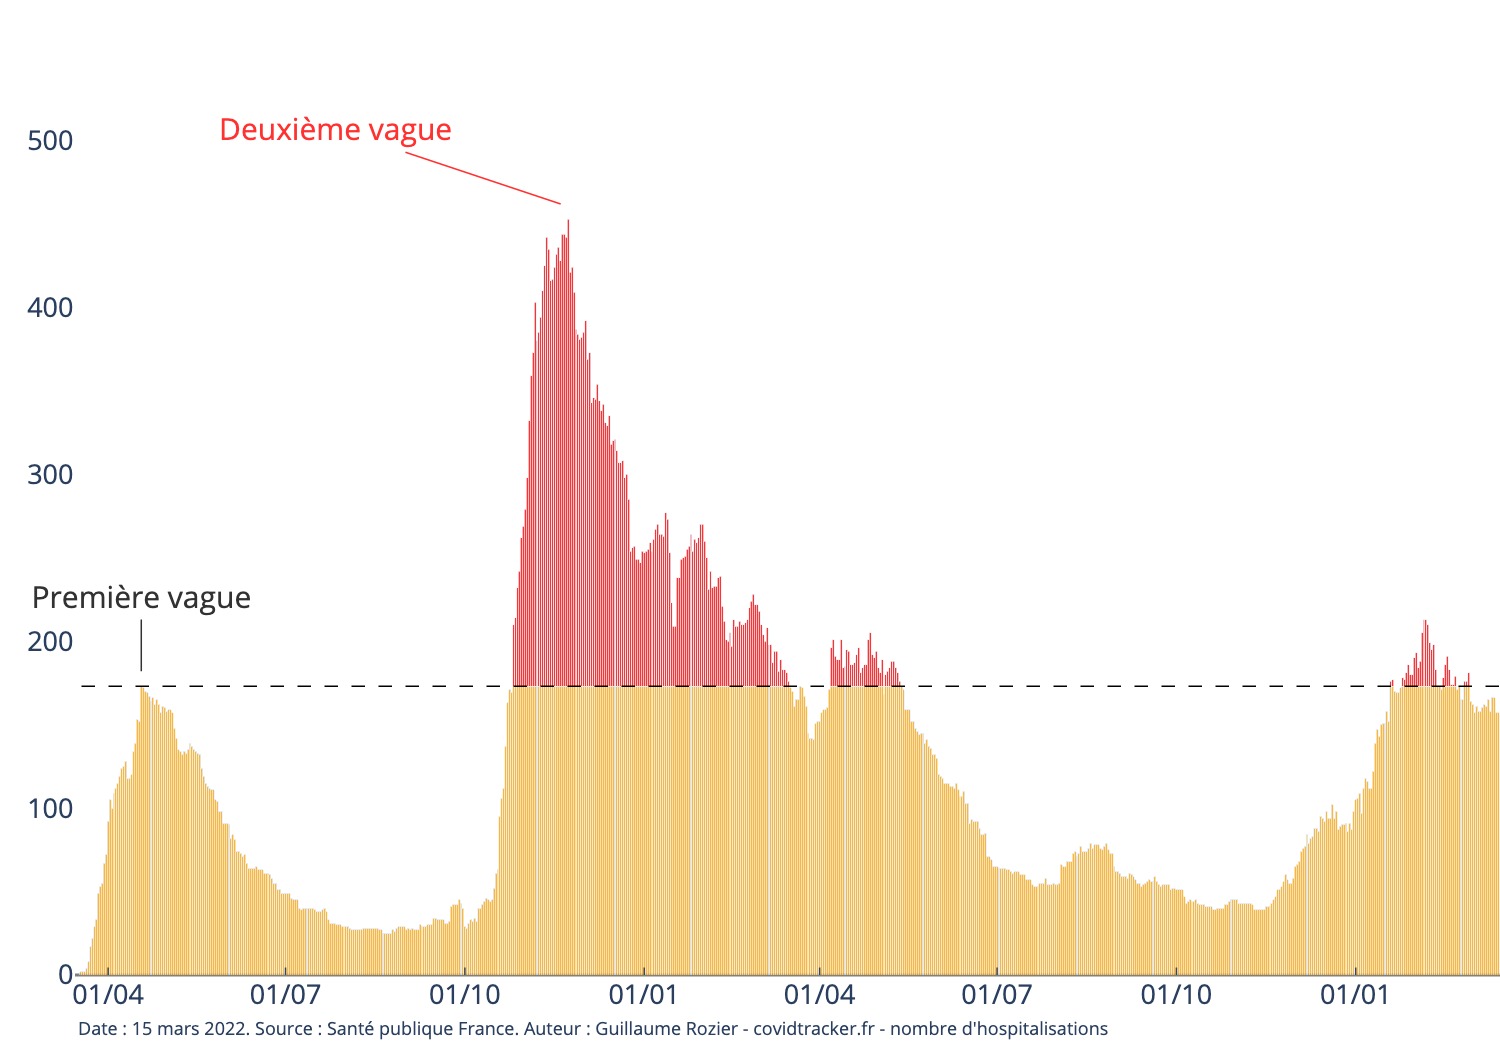 500
Deuxième vague
400
300
Première vague
200
100
0
01/04 01/07 01/10 01/01 01/04 01/07 01/10 01/01
Date : 15 mars 2022. Source : Santé publique France. Auteur : Guillaume Rozier - covidtracker.fr - nombre d'hospitalisations